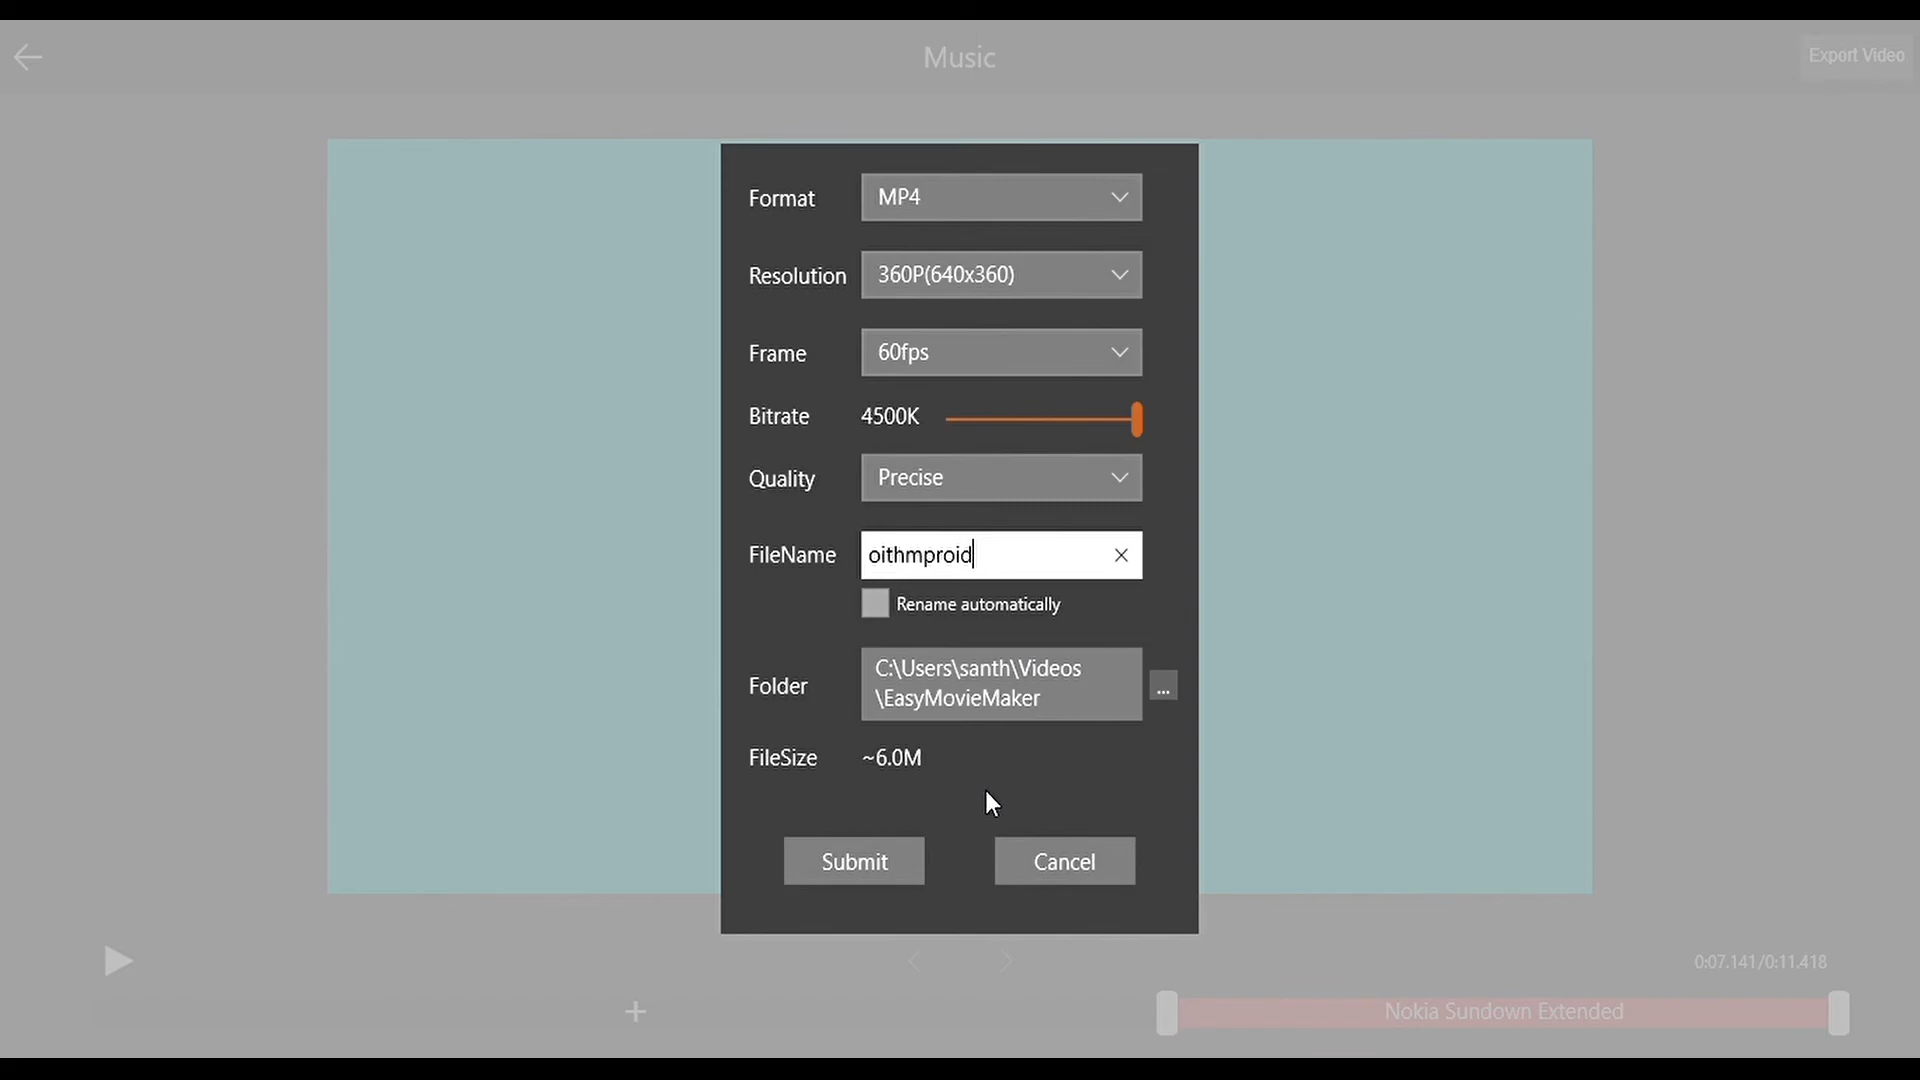 Music
Export Video
Format MP4
Resolution 360P(640x360)
Frame 60fps
Bitrate 4500K
Quality Precise
FileName oithmproid
Rename automatically
Folder C:\Users\santh\Videos
\EasyMovieMaker
...
FileSize ~6.0M
Submit Cancel
0:07.141/0:11.418
Nokia Sundown Extended